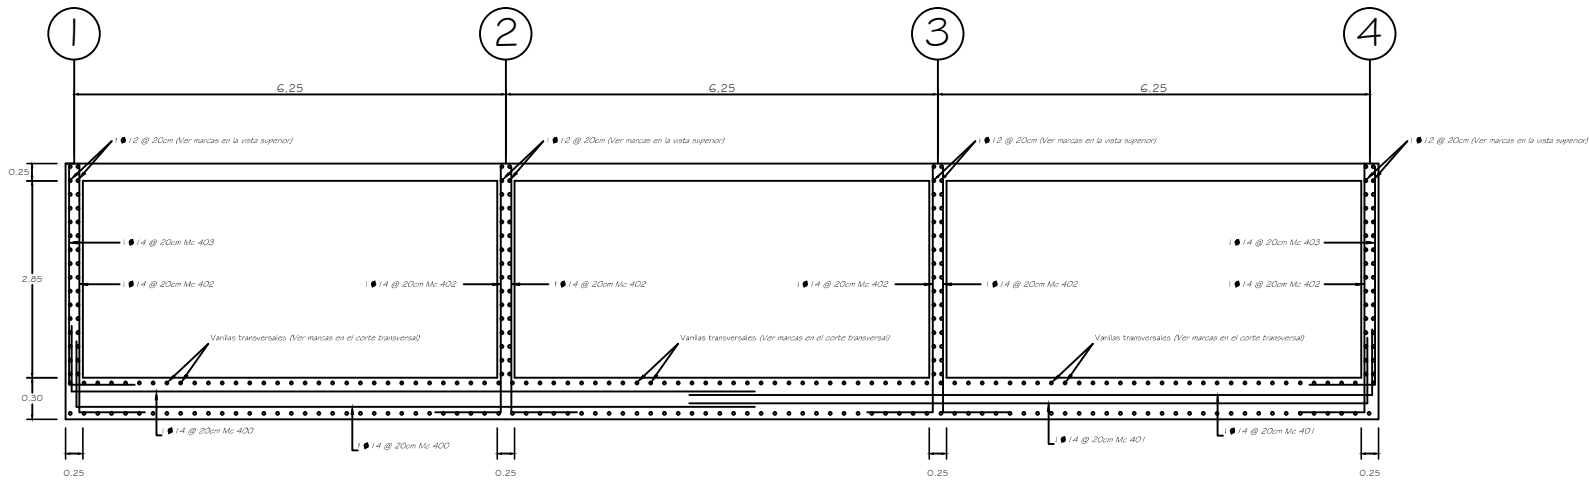 1
2
3
4
6.25
6.25
6.25
1 Φ 12 @ 20cm (Ver marcas en la vista superior)
1 Φ 12 @ 20cm (Ver marcas en la vista superior)
1 Φ 12 @ 20cm (Ver marcas en la vista superior)
1 Φ 12 @ 20cm (Ver marcas en la vista superior)
0.25
1 Φ 14 @ 20cm Mc 403
1 Φ 14 @ 20cm Mc 403
2.85
1 Φ 14 @ 20cm Mc 402
1 Φ 14 @ 20cm Mc 402
1 Φ 14 @ 20cm Mc 402
1 Φ 14 @ 20cm Mc 402
1 Φ 14 @ 20cm Mc 402
1 Φ 14 @ 20cm Mc 402
Varillas transversales (Ver marcas en el corte transversal)
Varillas transversales (Ver marcas en el corte transversal)
Varillas transversales (Ver marcas en el corte transversal)
0.30
1 Φ 14 @ 20cm Mc 400
1 Φ 14 @ 20cm Mc 400
1 Φ 14 @ 20cm Mc 401
1 Φ 14 @ 20cm Mc 401
0.25
0.25
0.25
0.25